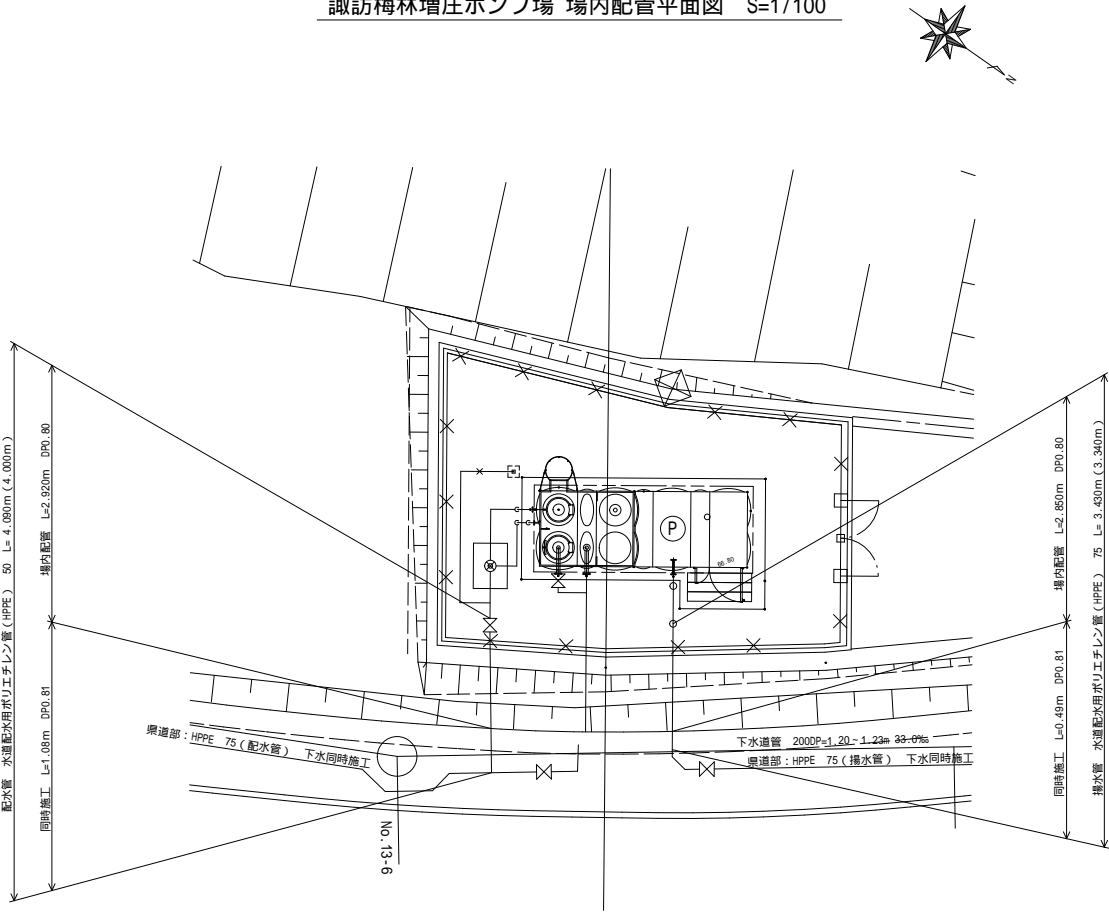 諏訪梅林増圧ポンプ場 場内配管平面図 S=1/100
N
配水管 水道配水用ポリエチレン管(HPPE) 50 L= 4.090m(4.000m)
場内配管 L=2.920m DP0.80
同時施工 L=1.08m DP0.81
P
86.80
場内配管 L=2.850m DP0.80
同時施工 L=0.49m DP0.81
揚水管 水道配水用ポリエチレン管(HPPE) 75 L= 3.430m(3.340m)
県道部:HPPE 75(配水管) 下水同時施工
下水道管 200DP=1.20~1.23m 33.0‰
県道部:HPPE 75(揚水管) 下水同時施工
No.13-6